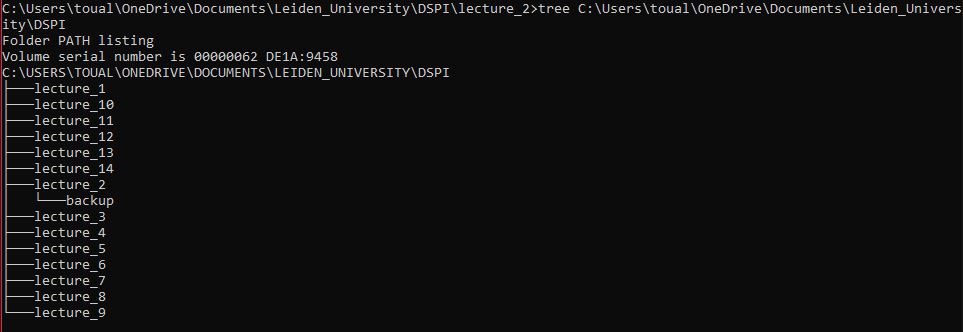 C:\Users\toual\OneDrive\Documents\Leiden_University\DSPI\lecture_2>tree C:\Users\toual\OneDrive\Documents\Leiden_Univers
ity\DSPI
Folder PATH listing
Volume serial number is 00000062 DE1A:9458
C:\USERS\TOUAL\ONEDRIVE\DOCUMENTS\LEIDEN_UNIVERSITY\DSPI
├───lecture_1
├───lecture_10
├───lecture_11
├───lecture_12
├───lecture_13
├───lecture_14
├───lecture_2
│   └───backup
├───lecture_3
├───lecture_4
├───lecture_5
├───lecture_6
├───lecture_7
├───lecture_8
└───lecture_9